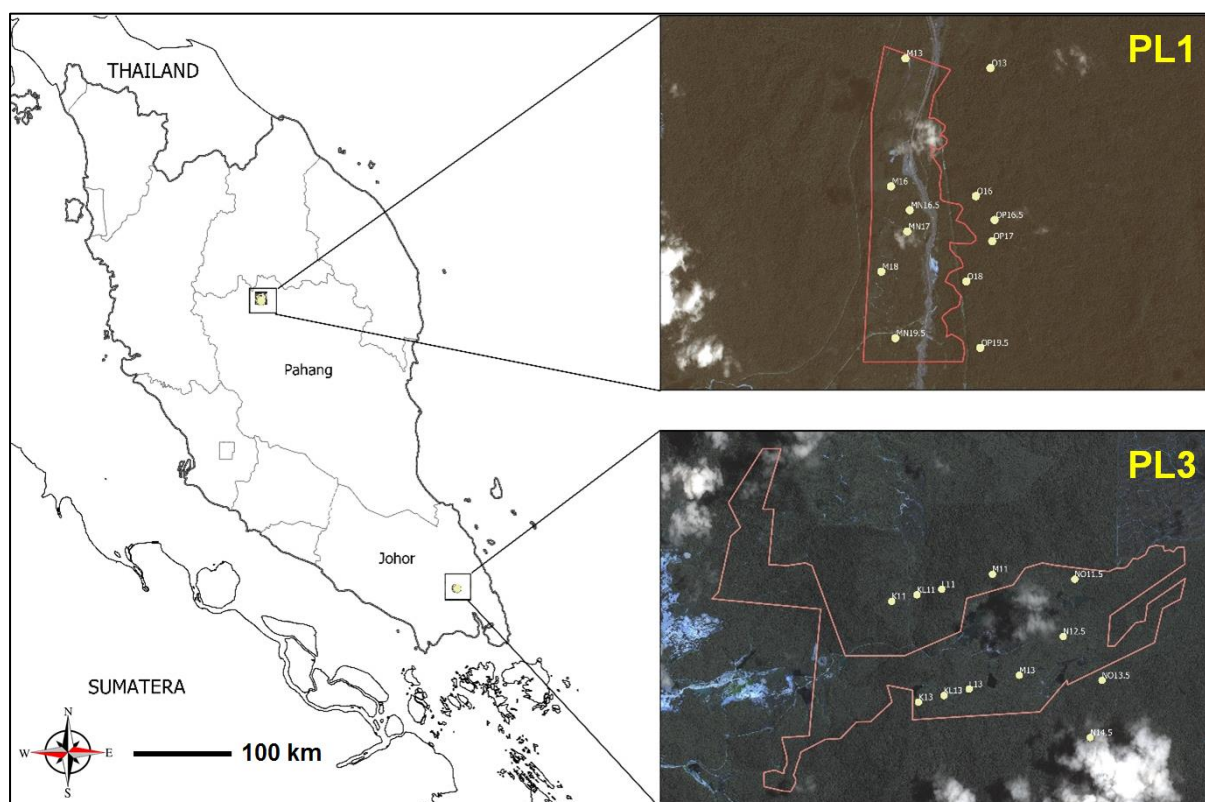 THAILAND
Pahang
Johor
SUMATERA
N
W E
S
100 km
PL1
M13
O13
M16
O16
MN16.5
OP16.5
MN17
OP17
M18
O18
MN19.5
OP19.5
PL3
M11
NO11.5
L11
KL11
K11
N12.5
M13
NO13.5
L13
KL13
K13
N14.5